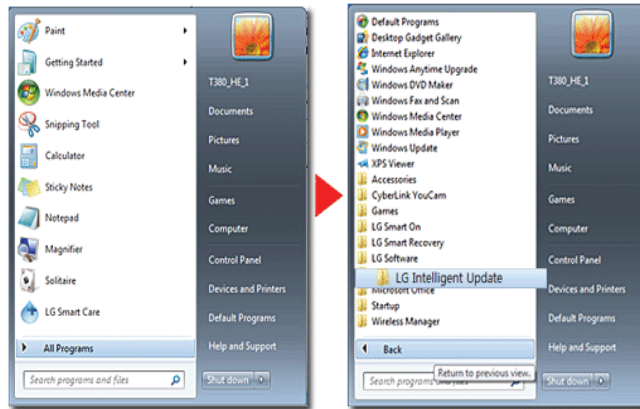 Paint
Getting Started
Windows Media Center
Snipping Tool
Calculator
Sticky Notes
Notepad
Magnifier
Solitaire
LG Smart Care
All Programs
Search programs and files
T380_HE_1
Documents
Pictures
Music
Games
Computer
Control Panel
Devices and Printers
Default Programs
Help and Support
Shut down
Default Programs
Desktop Gadget Gallery
Internet Explorer
Windows Anytime Upgrade
Windows DVD Maker
Windows Fax and Scan
Windows Media Center
Windows Media Player
Windows Update
XPS Viewer
Accessories
CyberLink YouCam
Games
LG Smart On
LG Smart Recovery
LG Software
LG Intelligent Update
Microsoft Office
Startup
Wireless Manager
Back
Return to previous view.
Search programs and files
T380_HE_1
Documents
Pictures
Music
Games
Computer
Control Panel
Devices and Printers
Default Programs
Help and Support
Shut down